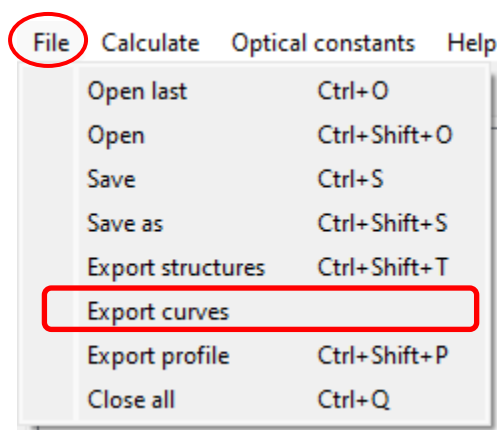 File Calculate Optical constants Help
Open last Ctrl+O
Open Ctrl+Shift+O
Save Ctrl+S
Save as Ctrl+Shift+S
Export structures Ctrl+Shift+T
Export curves
Export profile Ctrl+Shift+P
Close all Ctrl+Q